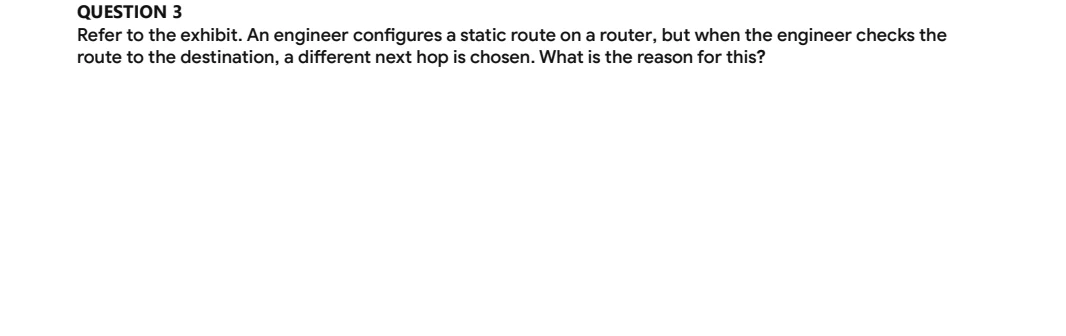 QUESTION 3
Refer to the exhibit. An engineer configures a static route on a router, but when the engineer checks the
route to the destination, a different next hop is chosen. What is the reason for this?